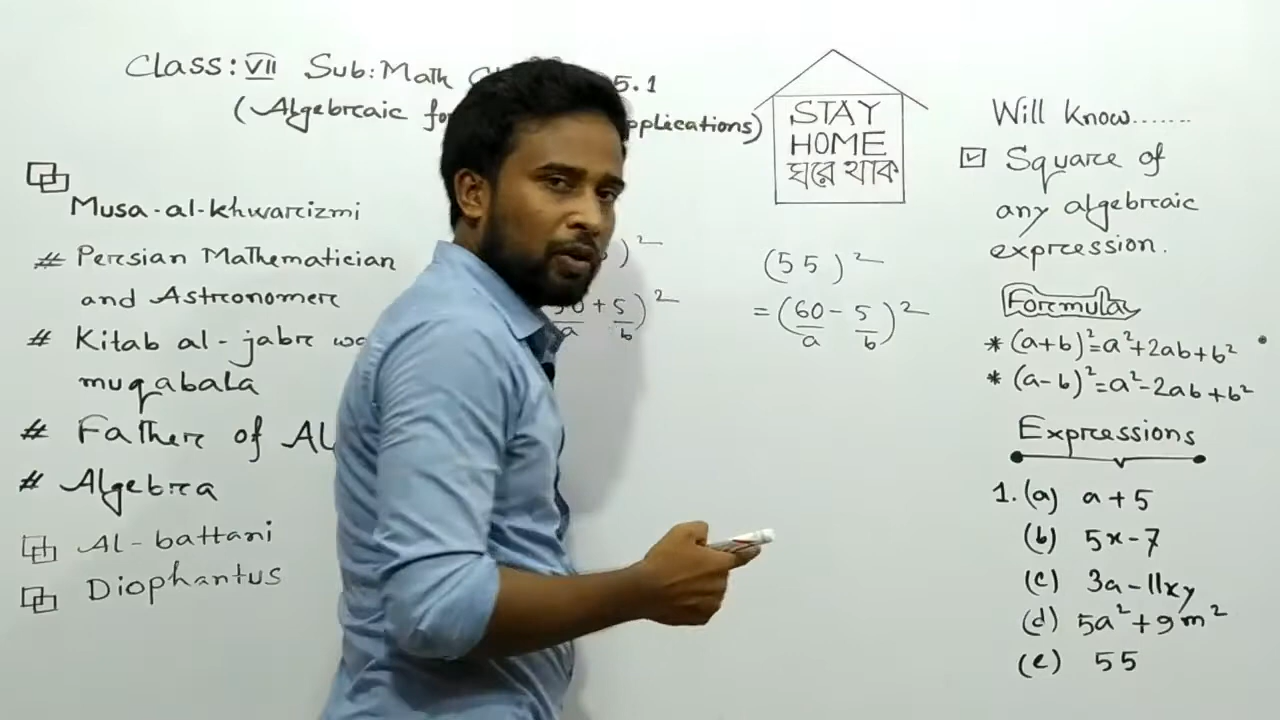 Class: VII Sub: Math 5.1
(Algebraic
pplications)
Musa-al-khwarizmi
# Persian Mathematician
and Astronomer
# Kitab al-jabr wa
muqabala
# Father of Al
# Algebra
Al-battani
Diophantus
)²
+ 5)²
a b
STAY
HOME
ঘরে থাক
(55)²
= (60 - 5)²
a b
Will know.......
Square of
any algebraic
expression.
Formula
* (a+b)²=a²+2ab+b²
* (a-b)²=a²-2ab+b²
Expressions
1. (a) a+5
(b) 5x-7
(c) 3a-11xy
(d) 5a²+9m²
(e) 55